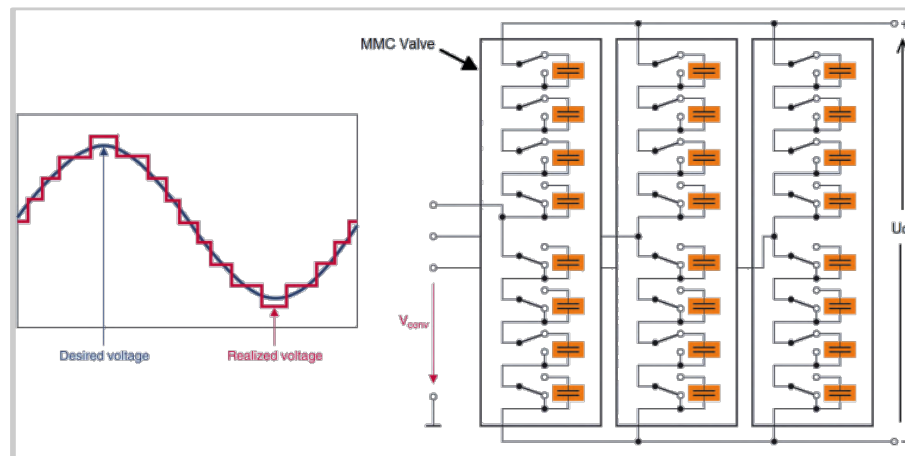 MMC Valve
+
Desired voltage
Realized voltage
Vconv
-